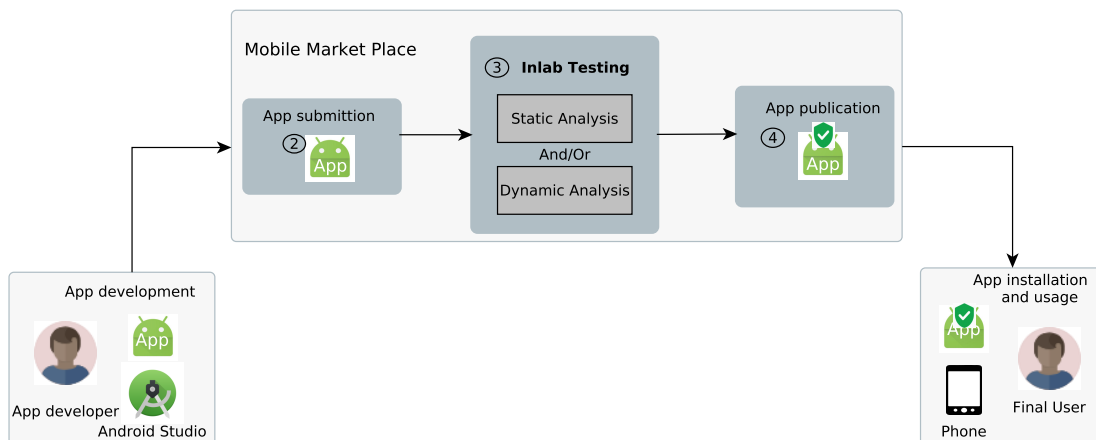 Mobile Market Place
App submittion
2
App
3 Inlab Testing
Static Analysis
And/Or
Dynamic Analysis
App publication
4
App
App development
App
App developer
Android Studio
App installation
and usage
App
Final User
Phone